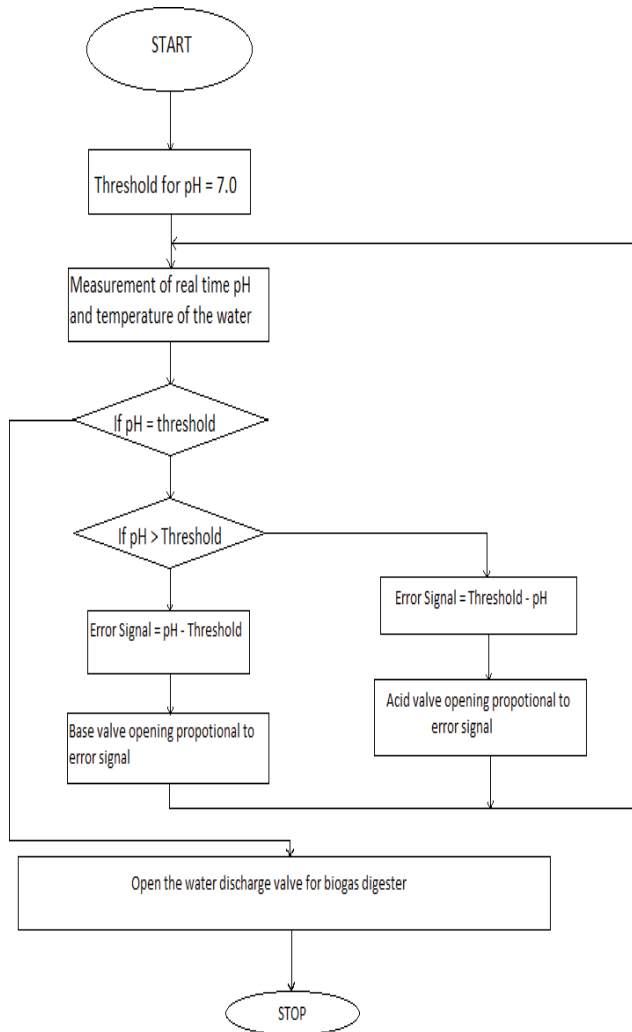 START
Threshold for pH = 7.0
Measurement of real time pH
and temperature of the water
If pH = threshold
If pH > Threshold
Error Signal = pH - Threshold
Error Signal = Threshold - pH
Base valve opening propotional to
error signal
Acid valve opening propotional to
error signal
Open the water discharge valve for biogas digester
STOP